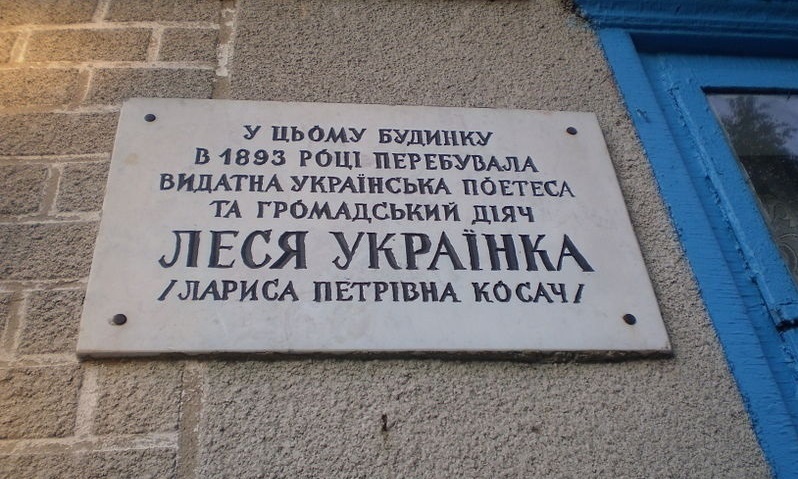 У ЦЬОМУ БУДИНКУ
В 1893 РОЦІ ПЕРЕБУВАЛА
ВИДАТНА УКРАЇНСЬКА ПОЕТЕСА
ТА ГРОМАДСЬКИЙ ДІЯЧ
ЛЕСЯ УКРАЇНКА
/ЛАРИСА ПЕТРІВНА КОСАЧ/